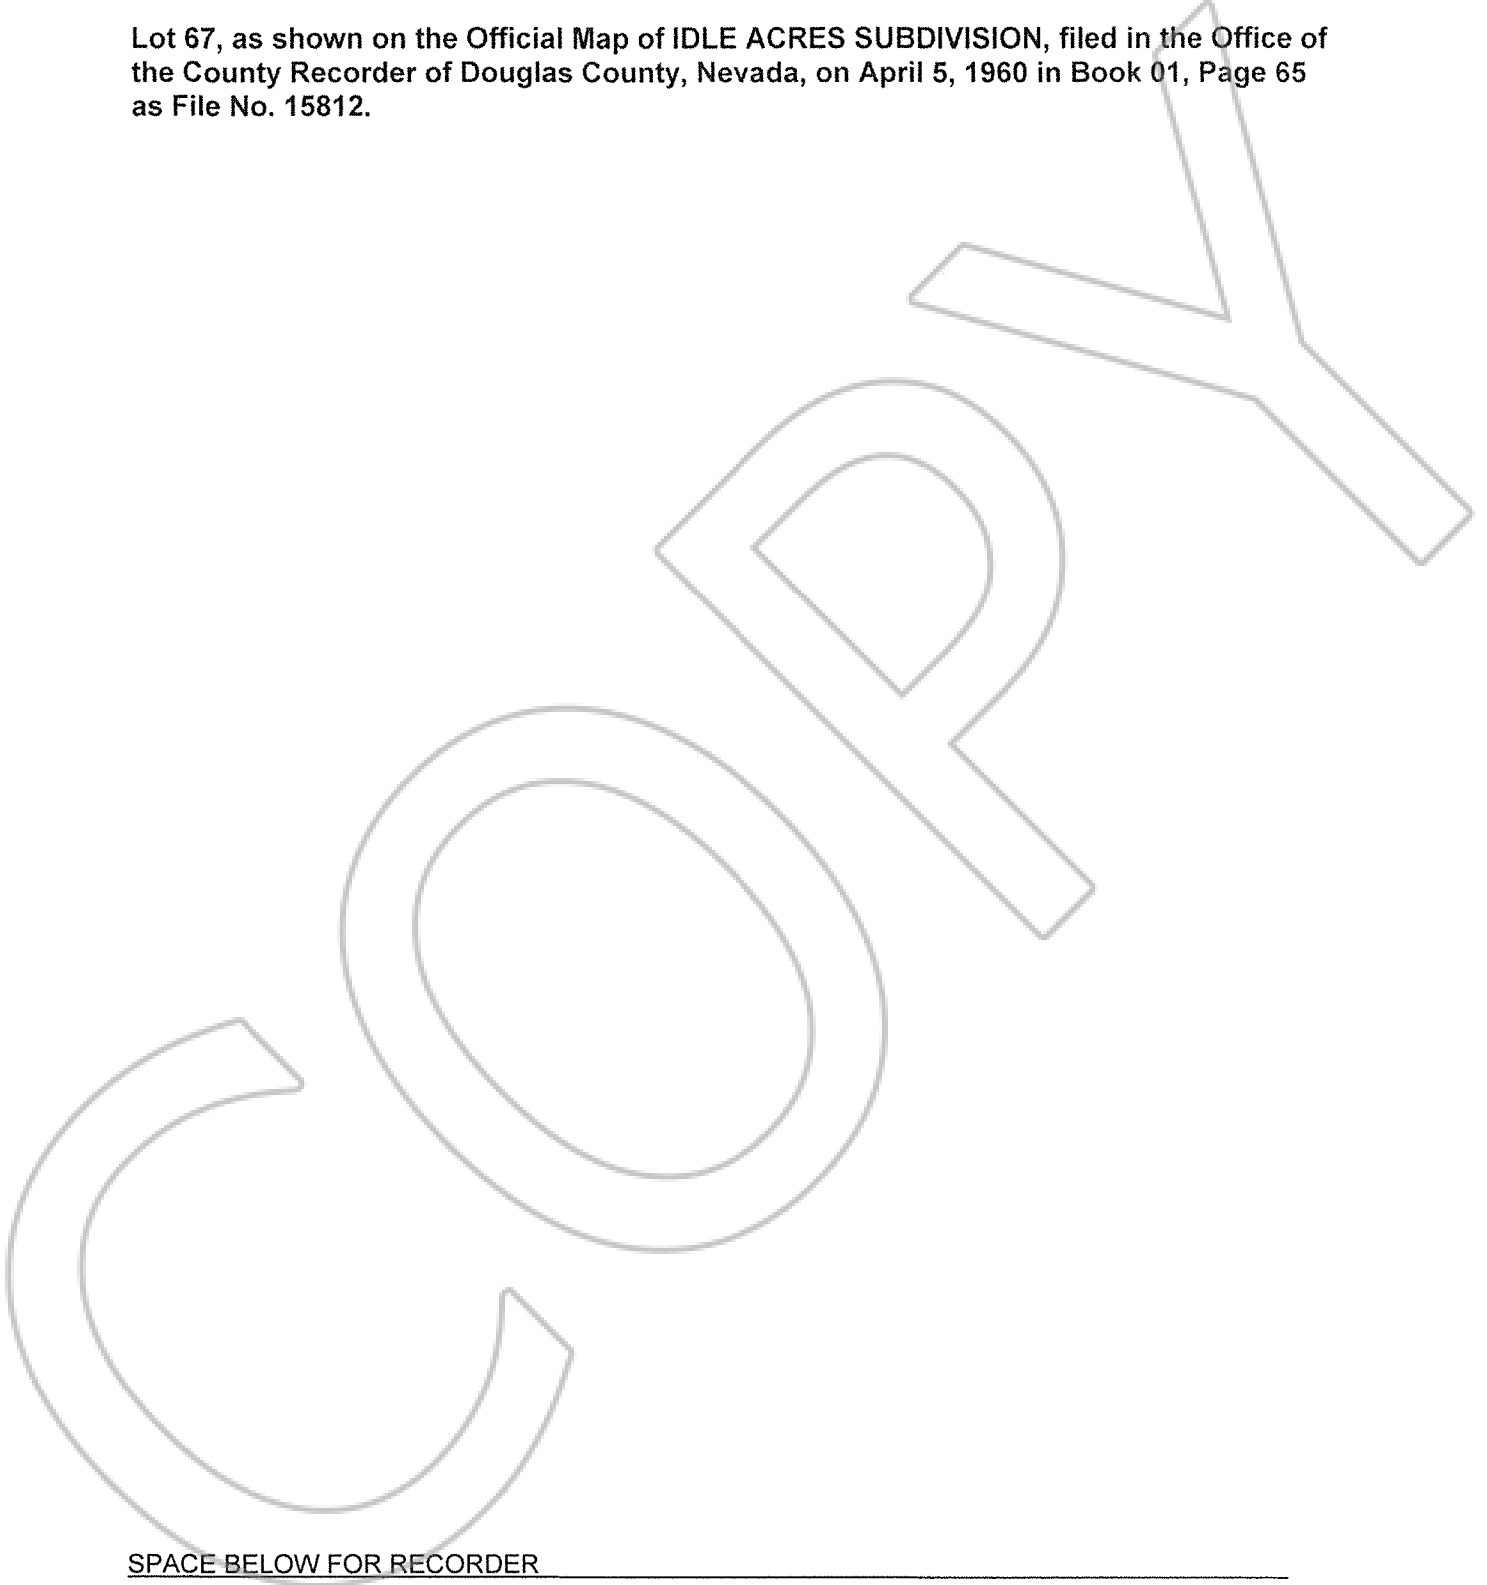 Lot 67, as shown on the Official Map of IDLE ACRES SUBDIVISION, filed in the Office of
the County Recorder of Douglas County, Nevada, on April 5, 1960 in Book 01, Page 65
as File No. 15812.
COPY
SPACE BELOW FOR RECORDER